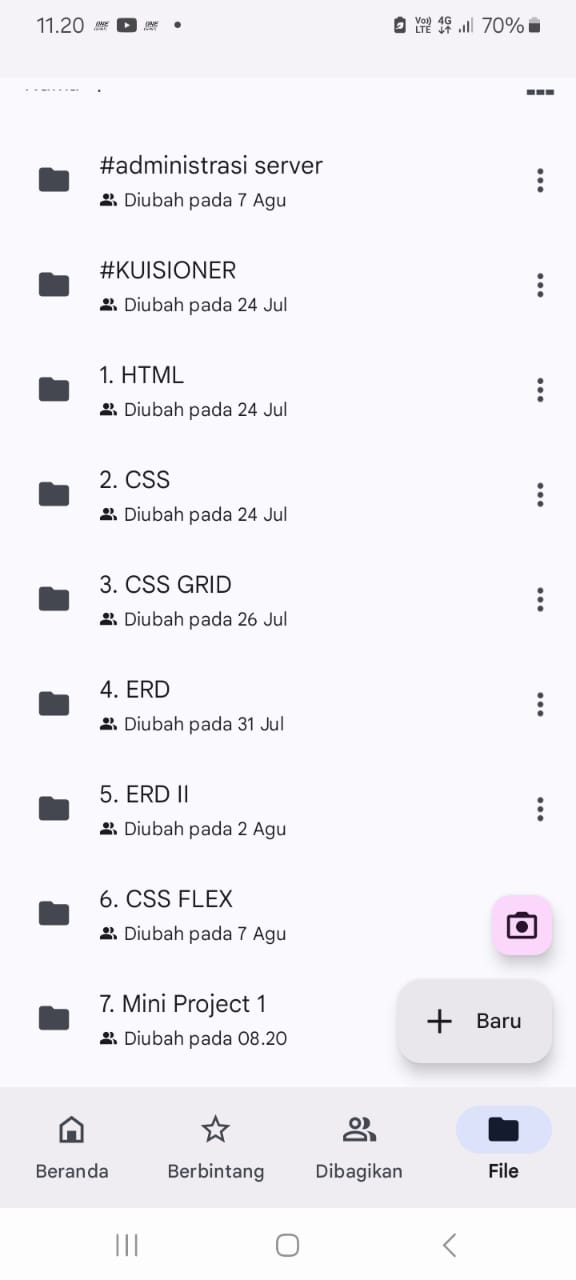 11.20
Vo))
LTE
4G
70%
#administrasi server
Diubah pada 7 Agu
#KUISIONER
Diubah pada 24 Jul
1. HTML
Diubah pada 24 Jul
2. CSS
Diubah pada 24 Jul
3. CSS GRID
Diubah pada 26 Jul
4. ERD
Diubah pada 31 Jul
5. ERD II
Diubah pada 2 Agu
6. CSS FLEX
Diubah pada 7 Agu
7. Mini Project 1
Diubah pada 08.20
Baru
Beranda
Berbintang
Dibagikan
File